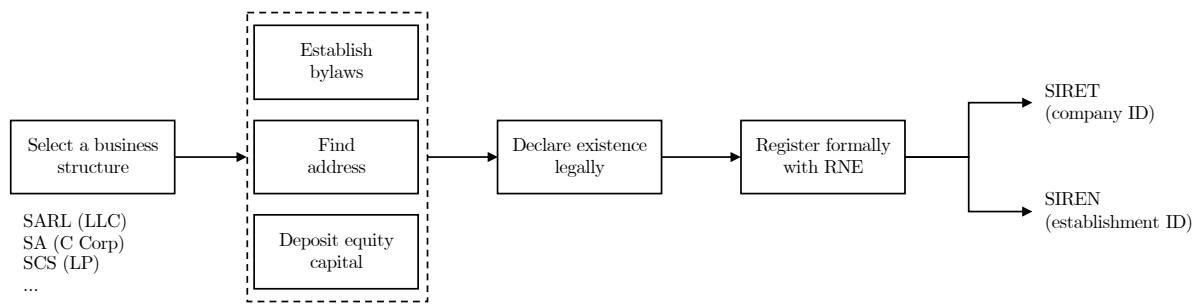 Select a business
structure
SARL (LLC)
SA (C Corp)
SCS (LP)
...
Establish
bylaws
Find
address
Deposit equity
capital
Declare existence
legally
Register formally
with RNE
SIRET
(company ID)
SIREN
(establishment ID)